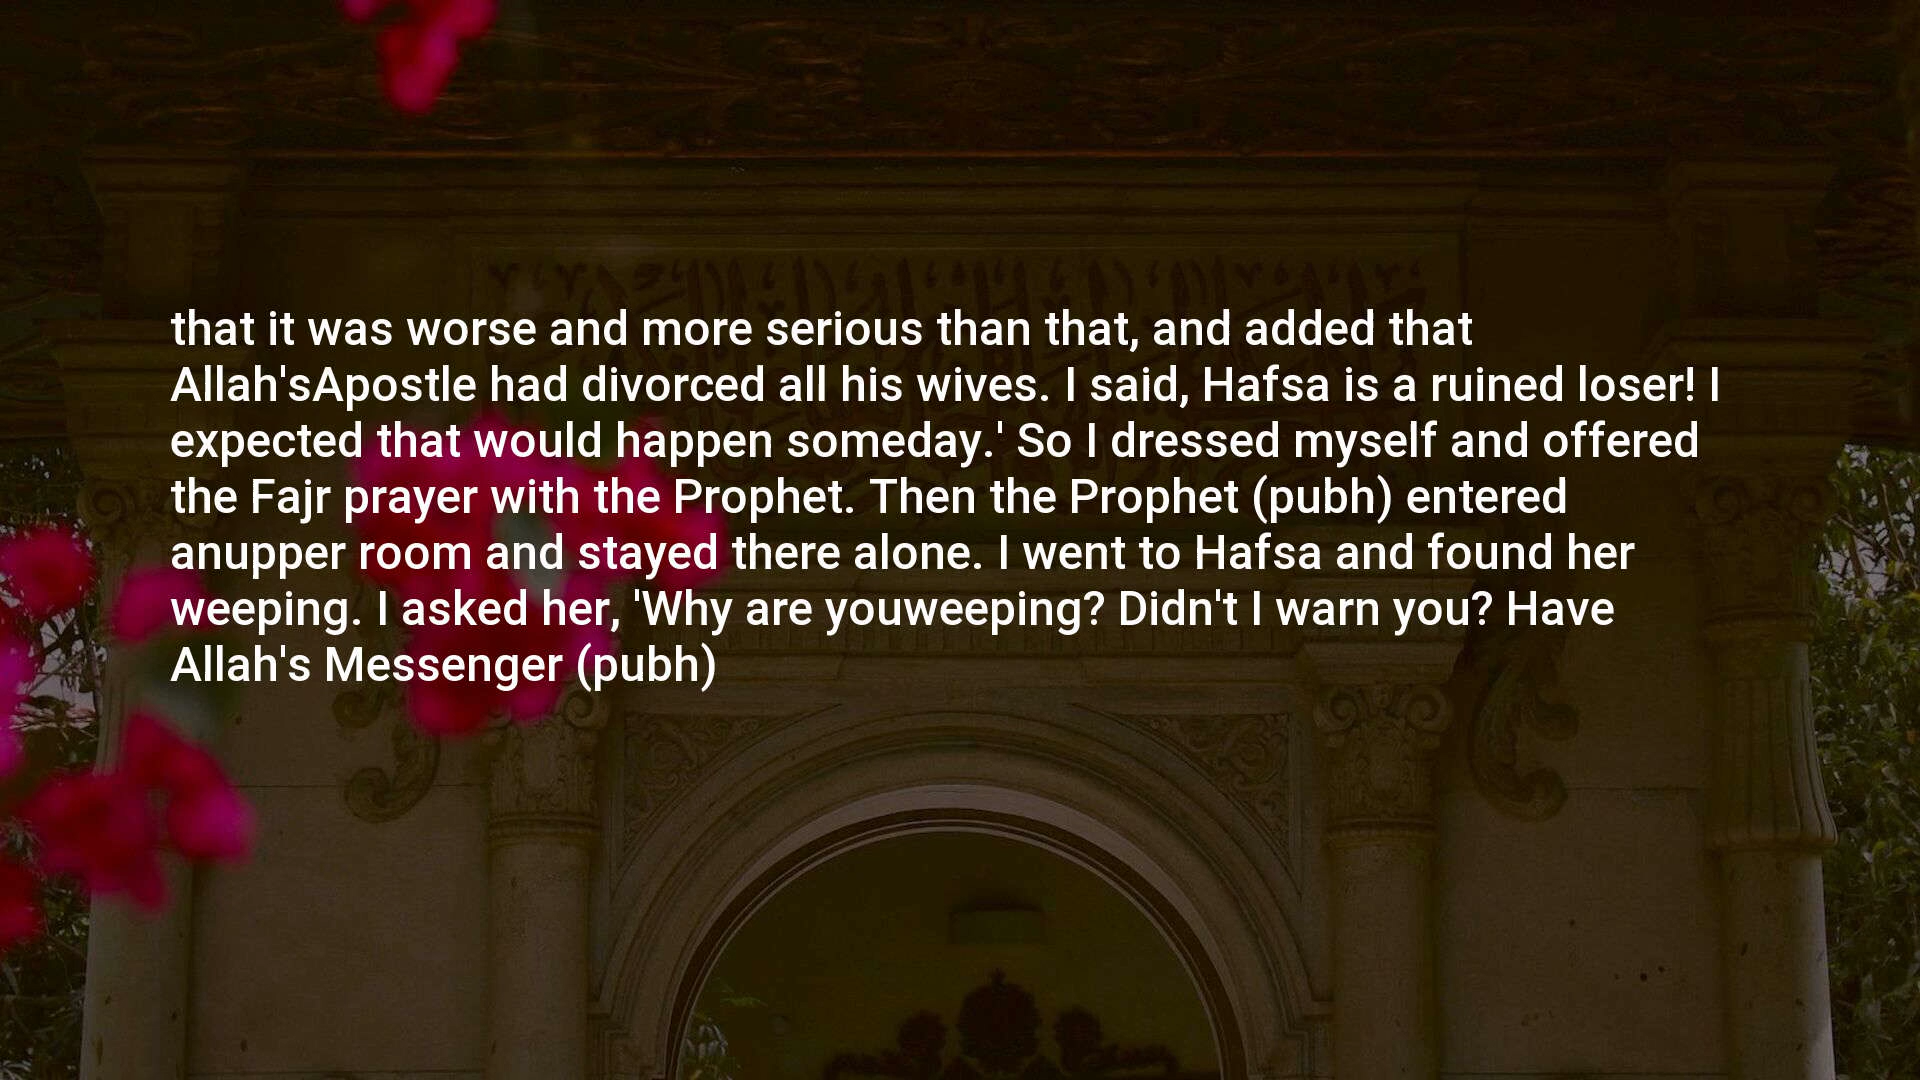 that it was worse and more serious than that, and added that
Allah'sApostle had divorced all his wives. I said, Hafsa is a ruined loser! I
expected that would happen someday.' So I dressed myself and offered
the Fajr prayer with the Prophet. Then the Prophet (pubh) entered
anupper room and stayed there alone. I went to Hafsa and found her
weeping. I asked her, 'Why are youweeping? Didn't I warn you? Have
Allah's Messenger (pubh)